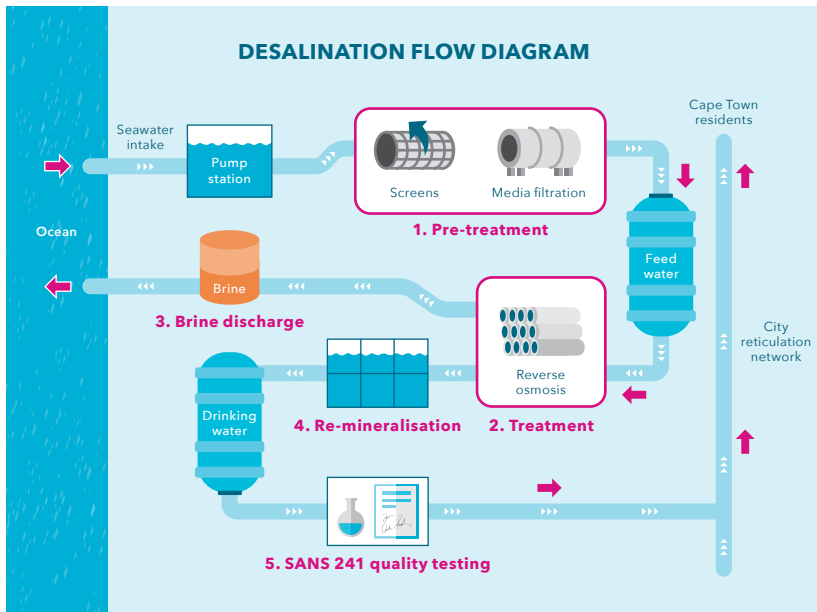 DESALINATION FLOW DIAGRAM
Seawater
intake
Pump
station
Screens
Media filtration
1. Pre-treatment
Cape Town
residents
Ocean
Feed
water
Brine
3. Brine discharge
City
reticulation
network
Reverse
osmosis
2. Treatment
4. Re-mineralisation
Drinking
water
5. SANS 241 quality testing